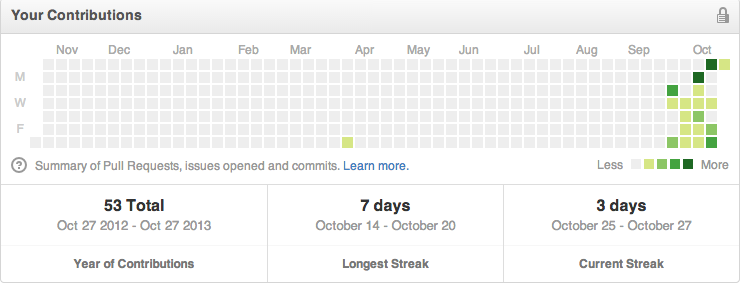 Your Contributions
Nov Dec Jan Feb Mar Apr May Jun Jul Aug Sep Oct
M
W
F
? Summary of Pull Requests, issues opened and commits. Learn more. Less More
53 Total 7 days 3 days
Oct 27 2012 - Oct 27 2013 October 14 - October 20 October 25 - October 27
Year of Contributions Longest Streak Current Streak